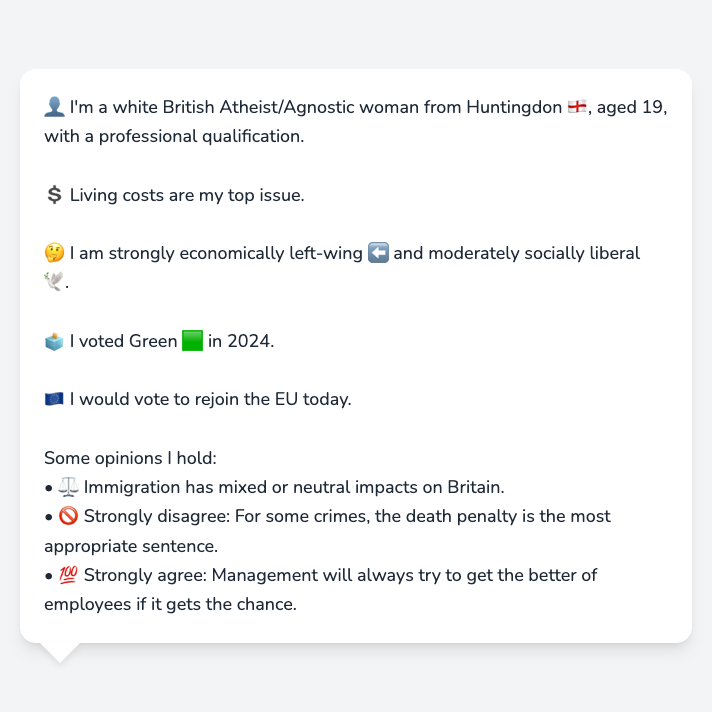 👤 I'm a white British Atheist/Agnostic woman from Huntingdon 🏴󠁧󠁢󠁥󠁮󠁧󠁿, aged 19,
with a professional qualification.
💲 Living costs are my top issue.
🤔 I am strongly economically left-wing ⬅️ and moderately socially liberal
🕊️.
🗳️ I voted Green 🟩 in 2024.
🇪🇺 I would vote to rejoin the EU today.
Some opinions I hold:
• ⚖️ Immigration has mixed or neutral impacts on Britain.
• 🚫 Strongly disagree: For some crimes, the death penalty is the most
appropriate sentence.
• 💯 Strongly agree: Management will always try to get the better of
employees if it gets the chance.